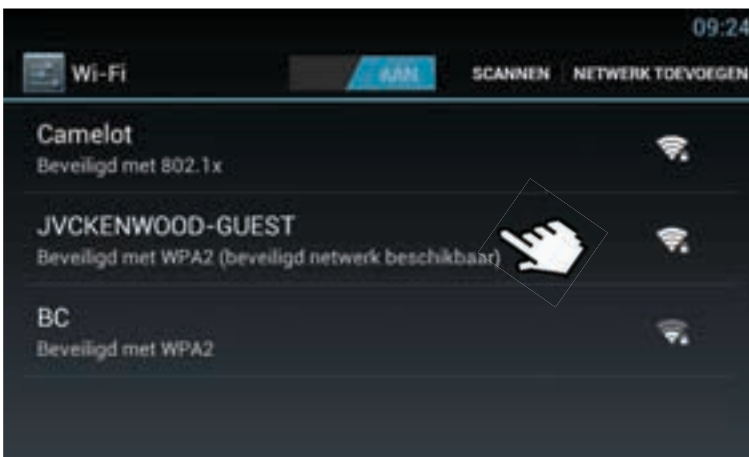 09:24
Wi-Fi AAN SCANNEN NETWERK TOEVOEGEN
Camelot
Beveiligd met 802.1x
JVCKENWOOD-GUEST
Beveiligd met WPA2 (beveiligd netwerk beschikbaar)
BC
Beveiligd met WPA2